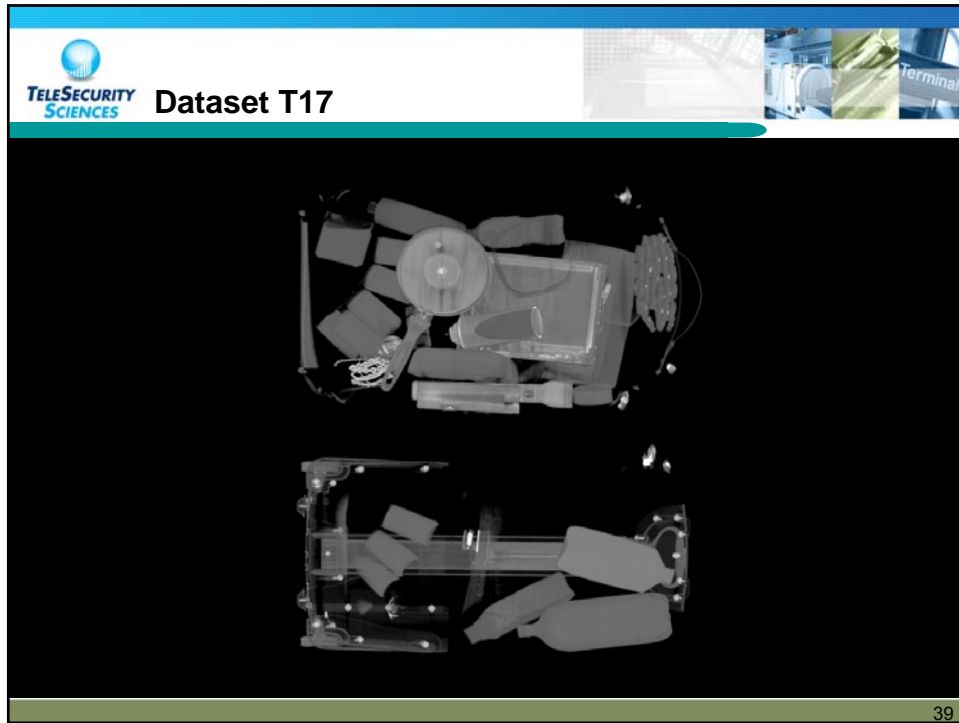 TELESECURITY
SCIENCES
Dataset T17
Terminal
39